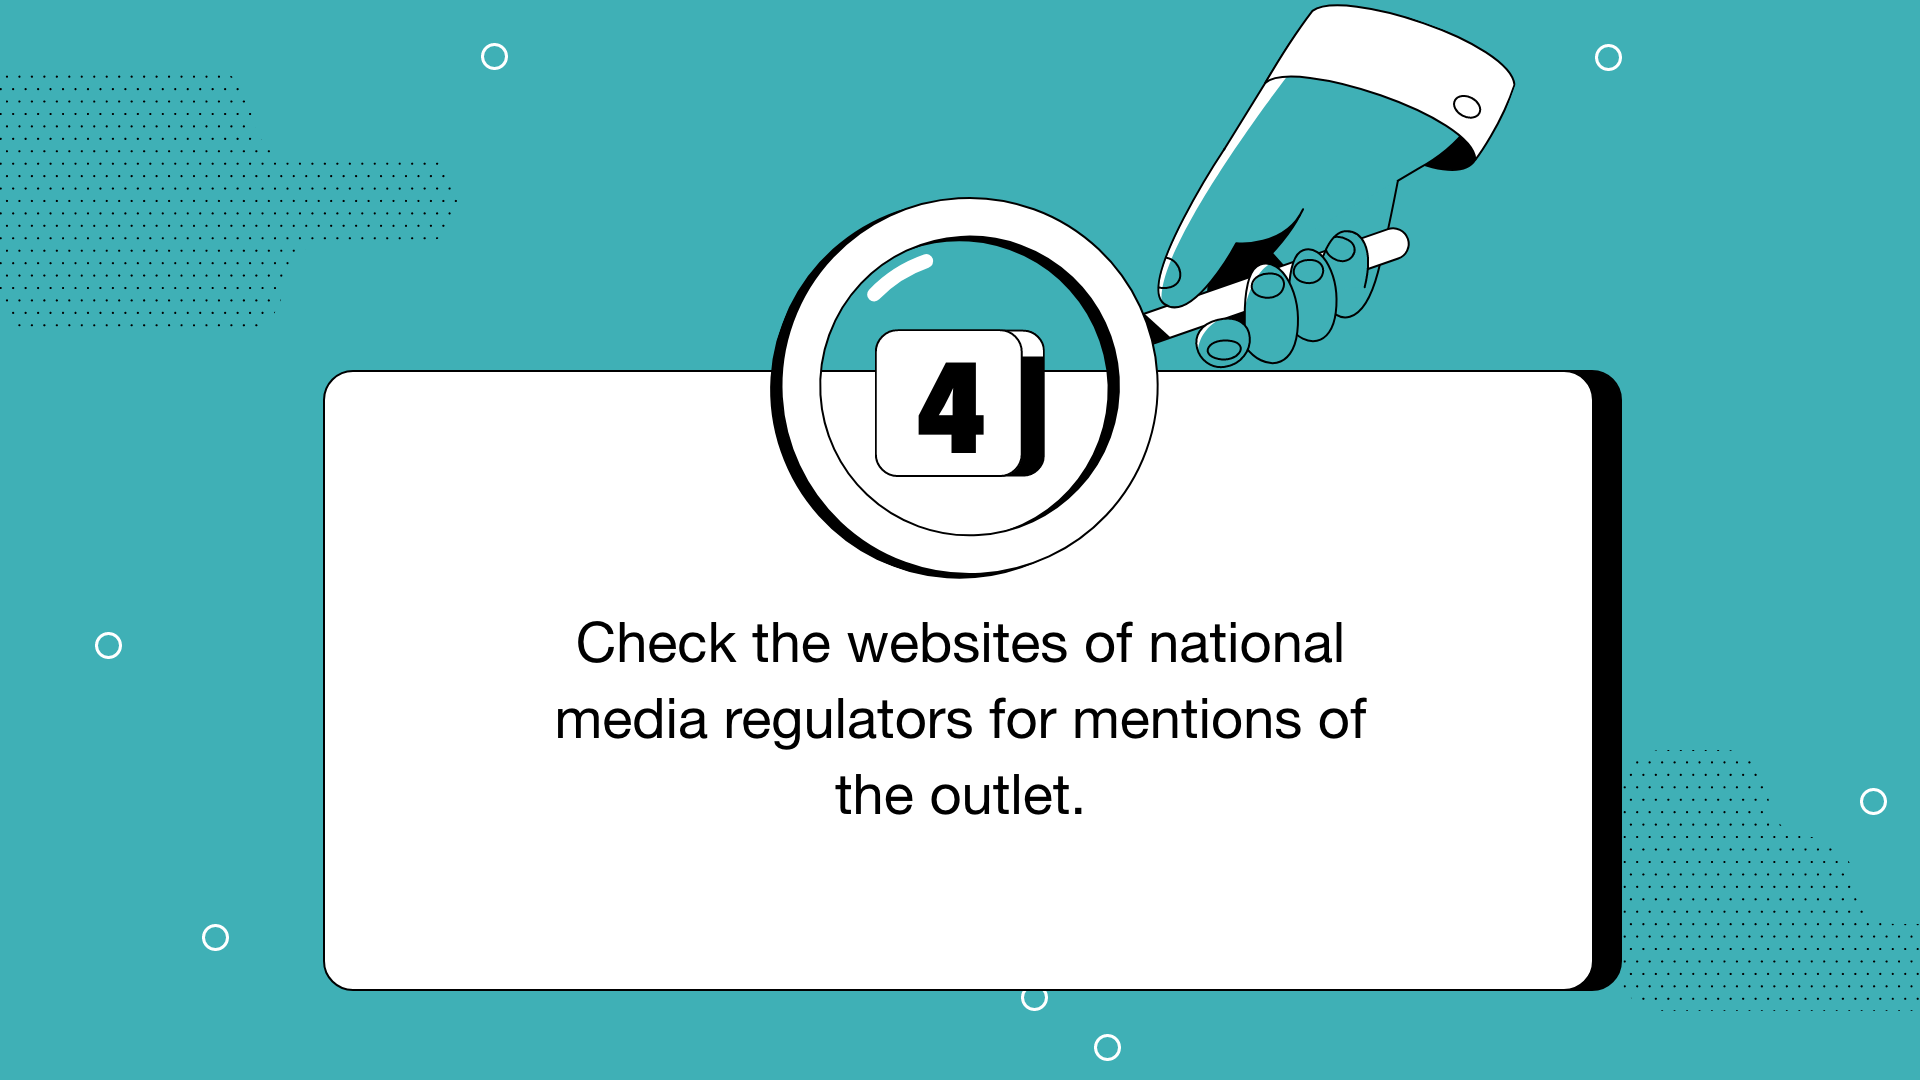 4
Check the websites of national
media regulators for mentions of
the outlet.